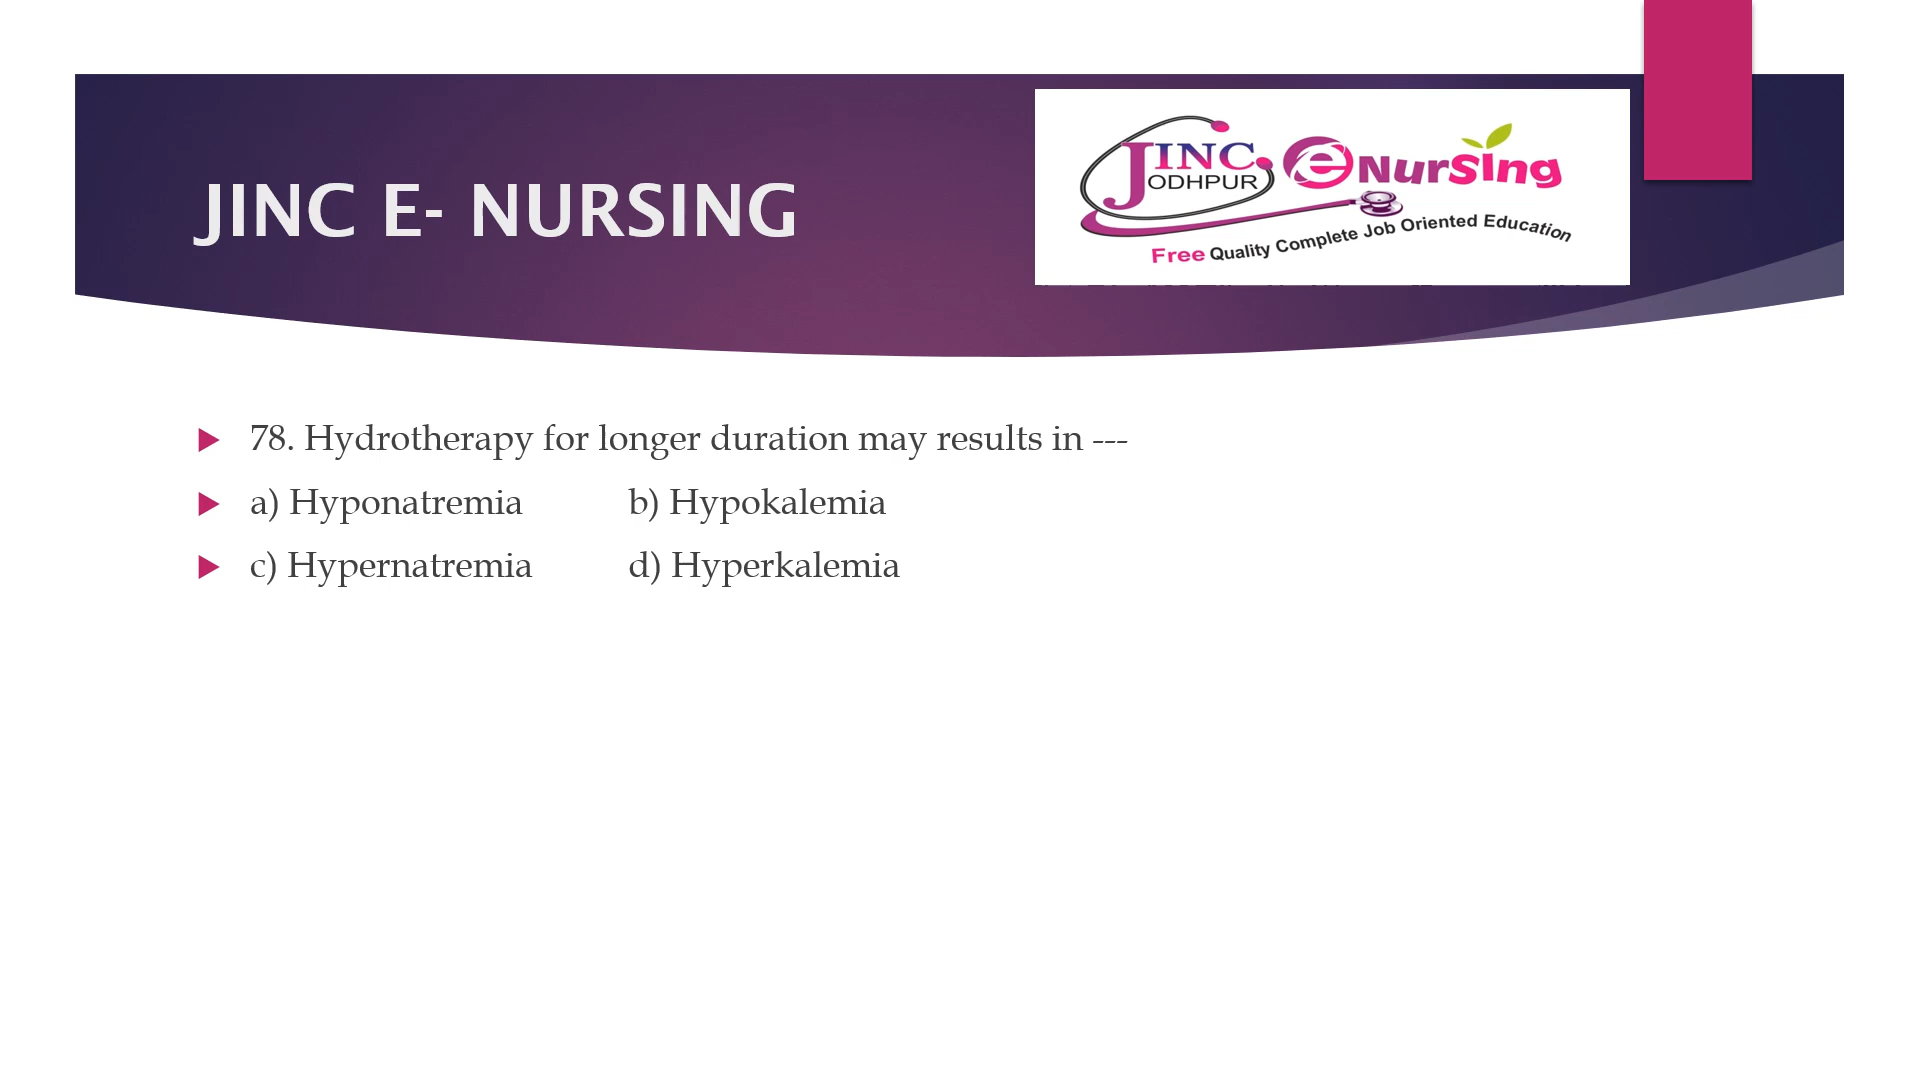 JINC E- NURSING
JINC eNursing
JODHPUR
Free Quality Complete Job Oriented Education
78. Hydrotherapy for longer duration may results in ---
a) Hyponatremia b) Hypokalemia
c) Hypernatremia d) Hyperkalemia